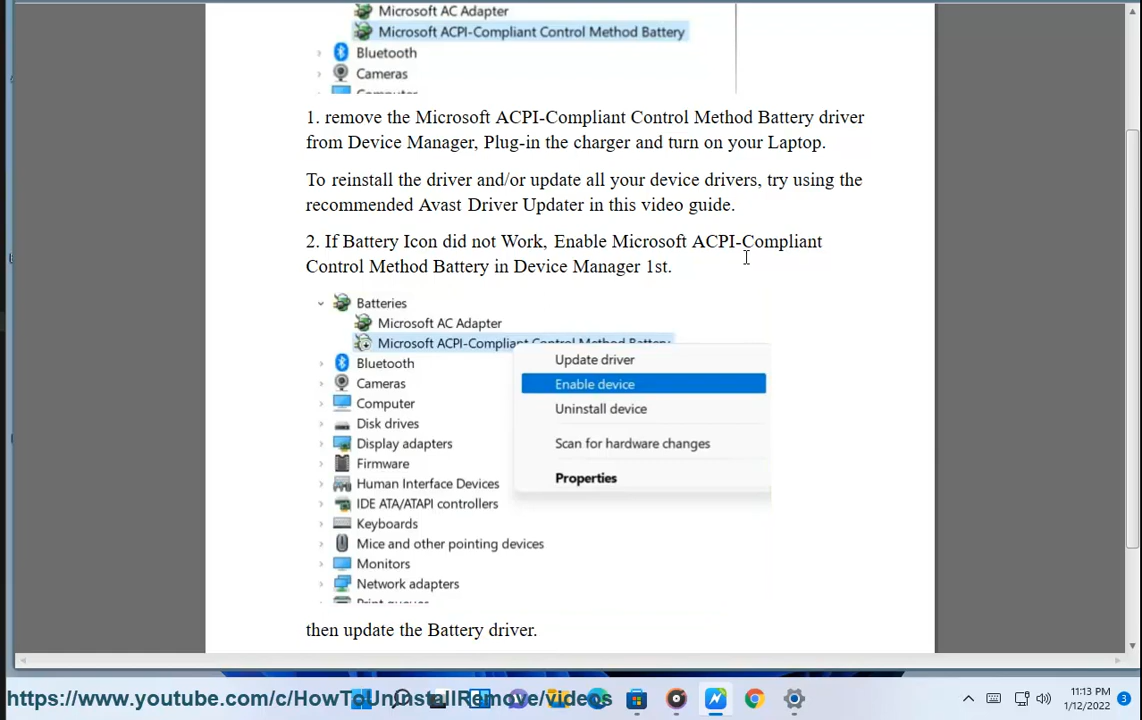 Microsoft AC Adapter
Microsoft ACPI-Compliant Control Method Battery
Bluetooth
Cameras
1. remove the Microsoft ACPI-Compliant Control Method Battery driver
from Device Manager, Plug-in the charger and turn on your Laptop.
To reinstall the driver and/or update all your device drivers, try using the
recommended Avast Driver Updater in this video guide.
2. If Battery Icon did not Work, Enable Microsoft ACPI-Compliant
Control Method Battery in Device Manager 1st.
Batteries
Microsoft AC Adapter
Microsoft ACPI-Compliant Control Method Battery
Update driver
Bluetooth
Enable device
Cameras
Computer
Uninstall device
Disk drives
Display adapters
Scan for hardware changes
Firmware
Properties
Human Interface Devices
IDE ATA/ATAPI controllers
Keyboards
Mice and other pointing devices
Monitors
Network adapters
then update the Battery driver.
https://www.youtube.com/c/HowToUninstallRemove/videos
11:13 PM
1/12/2022
3